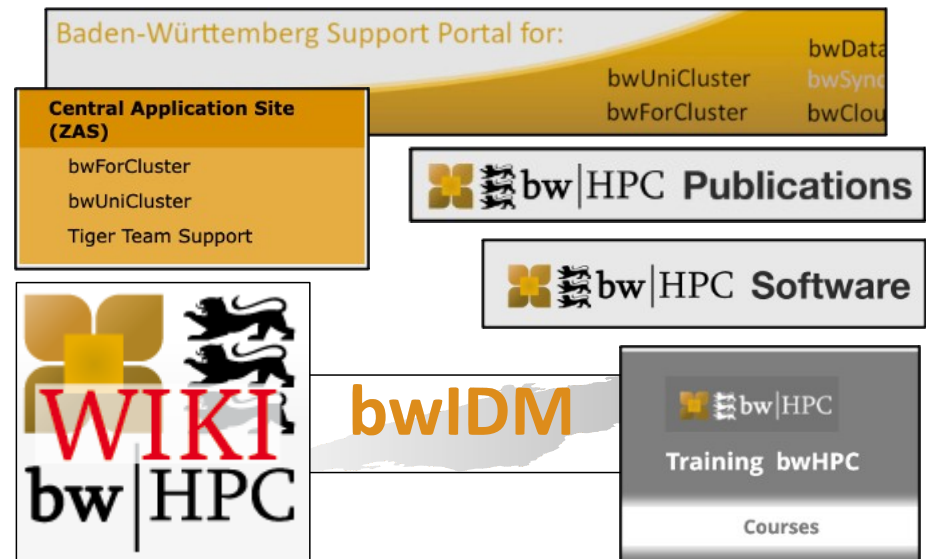 Baden-Württemberg Support Portal for:
bwUniCluster
bwForCluster
Central Application Site
(ZAS)
bwForCluster
bwUniCluster
Tiger Team Support
bw|HPC Publications
bw|HPC Software
WIKI
bw|HPC
bwIDM
bw|HPC
Training bwHPC
Courses